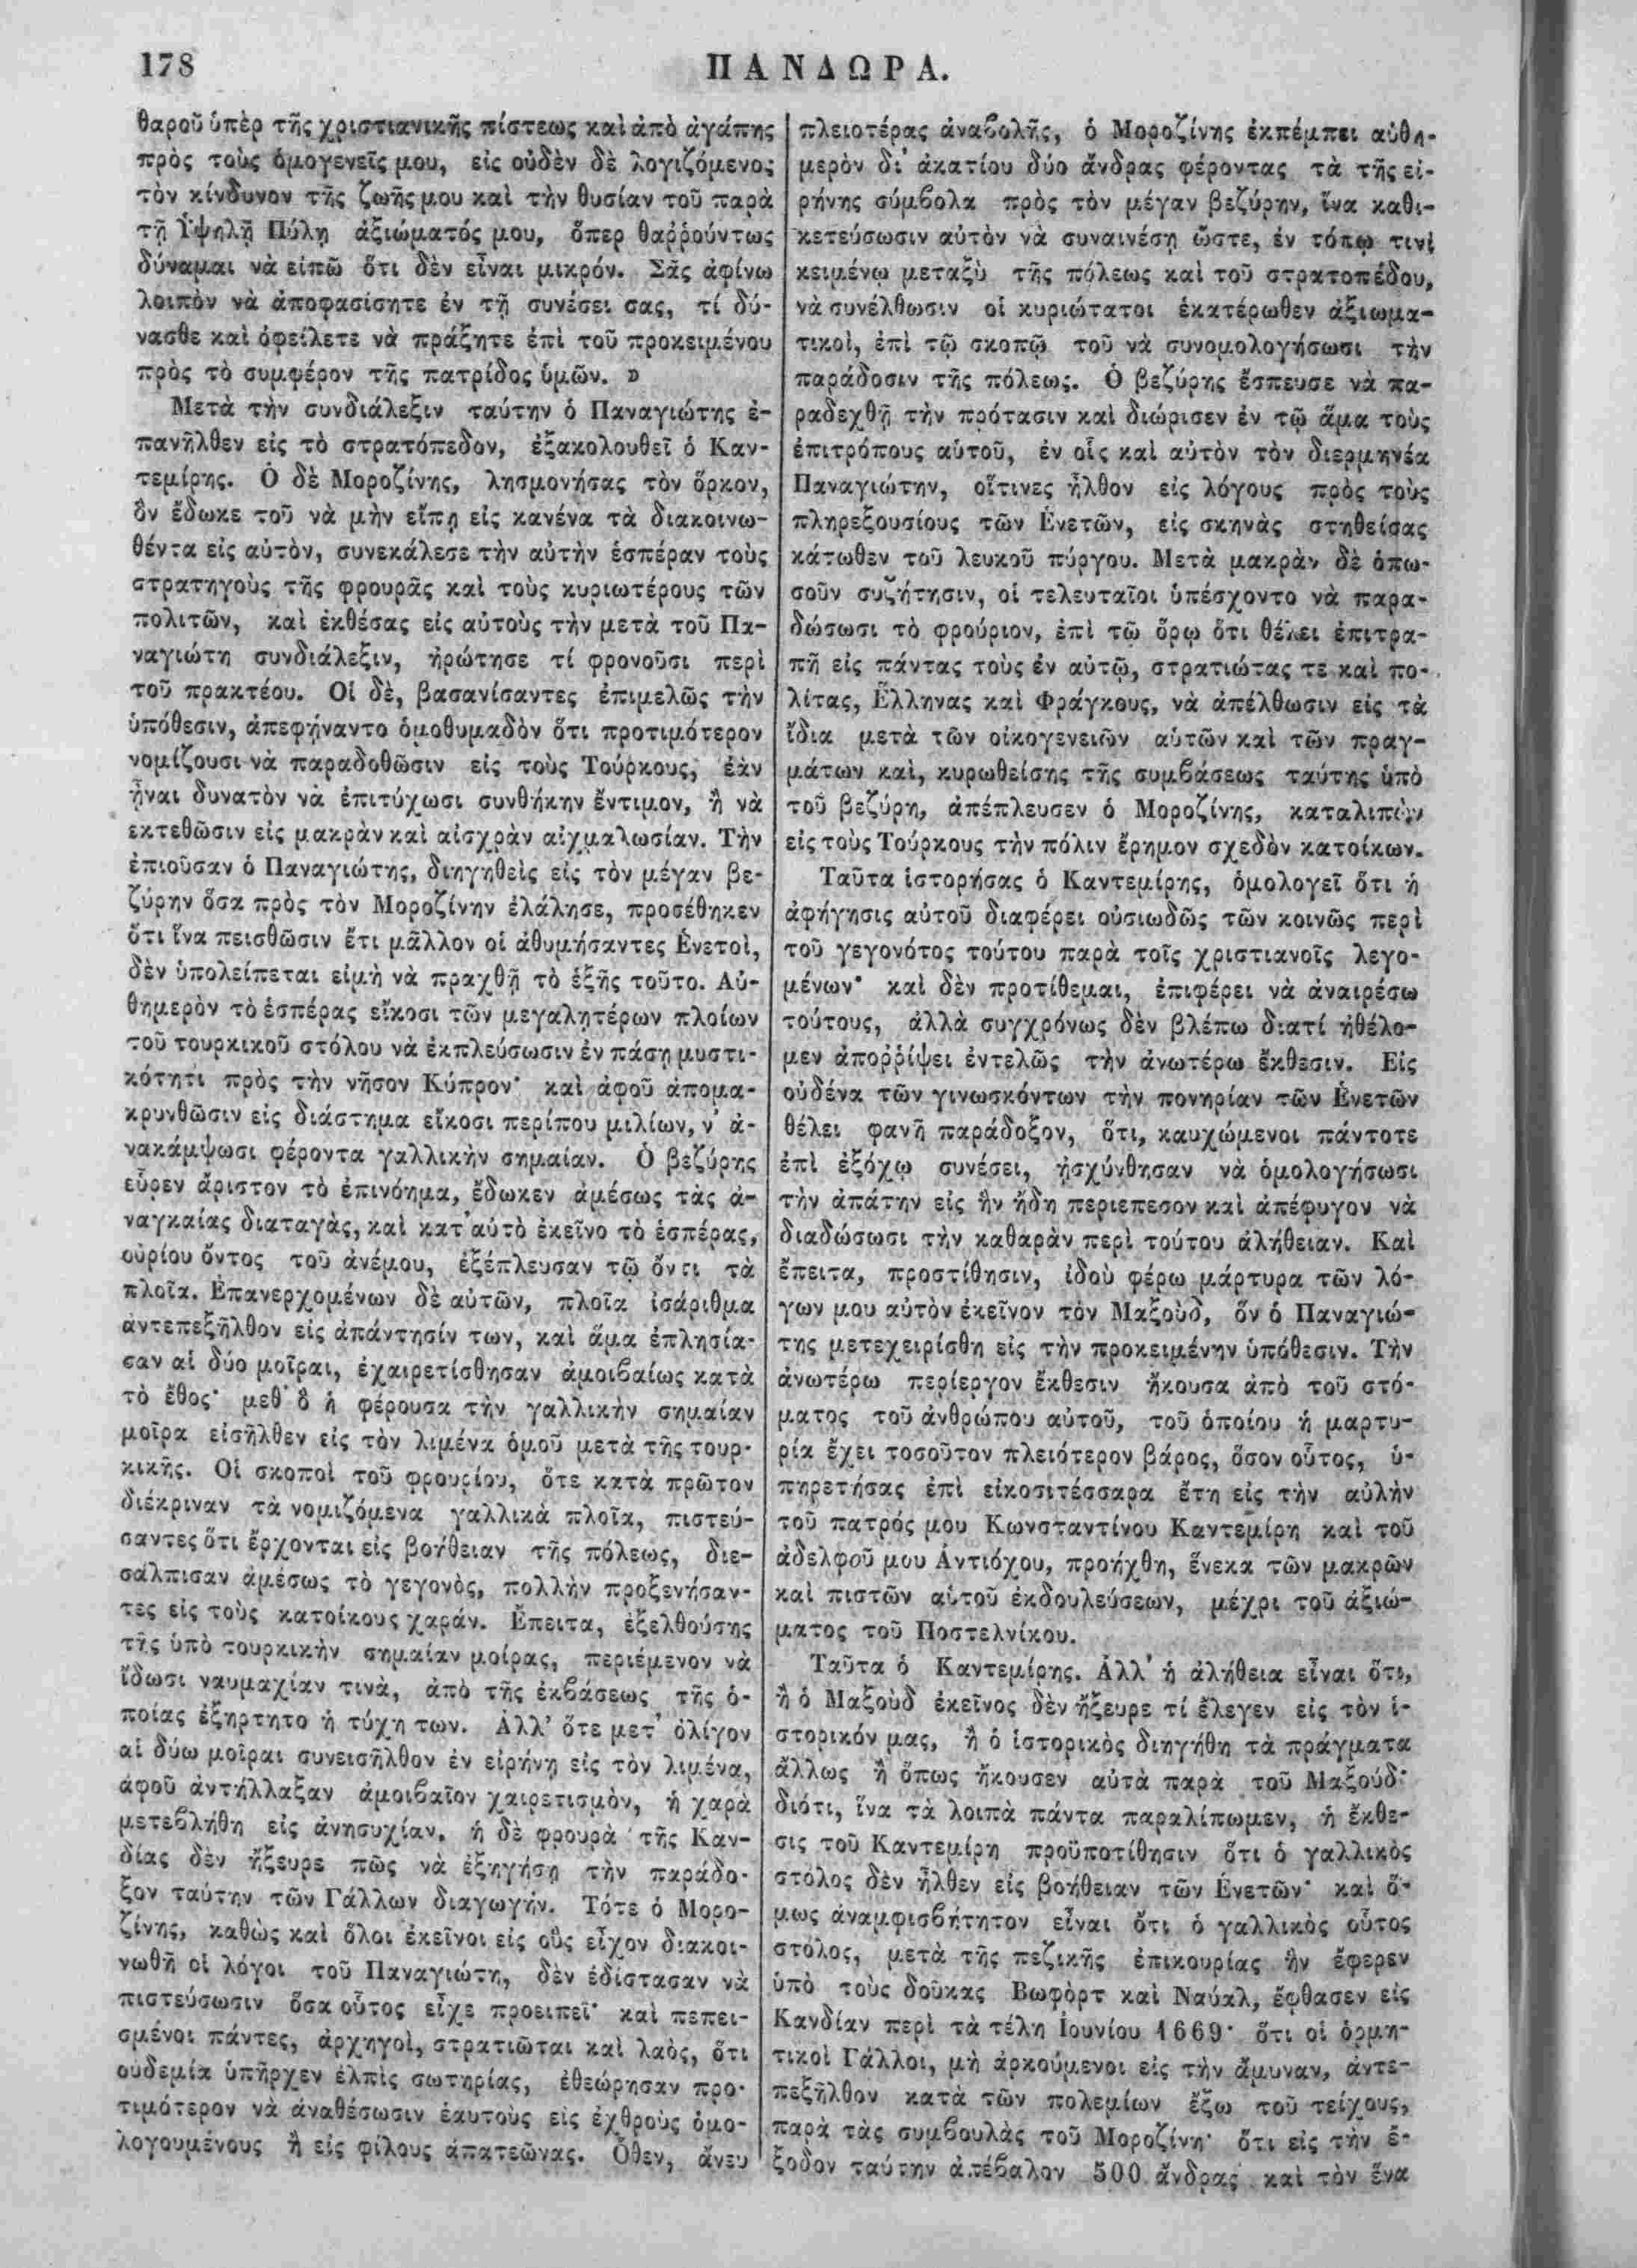 178
ΠΑΝΔΩΡΑ.
θαροῦ ὑπὲρ τῆς χριστιανικῆς πίστεως καὶ ἀπὸ ἀγάπης
πρὸς τοὺς ὁμογενεῖς μου, εἰς οὐδὲν δὲ λογιζόμενος
τὸν κίνδυνον τῆς ζωῆς μου καὶ τὴν θυσίαν τοῦ παρὰ
τῇ Ὑψηλῇ Πύλῃ ἀξιώματός μου, ὅπερ θαῤῥούντως
δύναμαι νὰ εἰπῶ ὅτι δὲν εἶναι μικρόν. Σᾶς ἀφίνω
λοιπὸν νὰ ἀποφασίσητε ἐν τῇ συνέσει σας, τί δύ-
νασθε καὶ ὀφείλετε νὰ πράξητε ἐπὶ τοῦ προκειμένου
πρὸς τὸ συμφέρον τῆς πατρίδος ὑμῶν. »
Μετὰ τὴν συνδιάλεξιν ταύτην ὁ Παναγιώτης ἐ-
πανῆλθεν εἰς τὸ στρατόπεδον, ἐξακολουθεῖ ὁ Καν-
τεμίρης. Ὁ δὲ Μοροζίνης, λησμονήσας τὸν ὅρκον,
ὃν ἔδωκε τοῦ νὰ μὴν εἴπῃ εἰς κανένα τὰ διακοινω-
θέντα εἰς αὐτὸν, συνεκάλεσε τὴν αὐτὴν ἑσπέραν τοὺς
στρατηγοὺς τῆς φρουρᾶς καὶ τοὺς κυριωτέρους τῶν
πολιτῶν, καὶ ἐκθέσας εἰς αὐτοὺς τὴν μετὰ τοῦ Πα-
ναγιώτη συνδιάλεξιν, ἠρώτησε τί φρονοῦσι περὶ
τοῦ πρακτέου. Οἱ δὲ, βασανίσαντες ἐπιμελῶς τὴν
ὑπόθεσιν, ἀπεφήναντο ὁμοθυμαδὸν ὅτι προτιμότερον
νομίζουσι νὰ παραδοθῶσιν εἰς τοὺς Τούρκους, ἐὰν
ᾖναι δυνατὸν νὰ ἐπιτύχωσι συνθήκην ἔντιμον, ἢ νὰ
ἐκτεθῶσιν εἰς μακρὰν καὶ αἰσχρὰν αἰχμαλωσίαν. Τὴν
ἐπιοῦσαν ὁ Παναγιώτης, διηγηθεὶς εἰς τὸν μέγαν βε-
ζύρην ὅσα πρὸς τὸν Μοροζίνην ἐλάλησε, προσέθηκεν
ὅτι ἵνα πεισθῶσιν ἔτι μᾶλλον οἱ ἀθυμήσαντες Ἑνετοὶ,
δὲν ὑπολείπεται εἰμὴ νὰ πραχθῇ τὸ ἑξῆς τοῦτο. Αὐ-
θημερὸν τὸ ἑσπέρας εἴκοσι τῶν μεγαλητέρων πλοίων
τοῦ τουρκικοῦ στόλου νὰ ἐκπλεύσωσιν ἐν πάσῃ μυστι-
κότητι πρὸς τὴν νῆσον Κύπρον· καὶ ἀφοῦ ἀπομα-
κρυνθῶσιν εἰς διάστημα εἴκοσι περίπου μιλίων, ν' ἀ-
νακάμψωσι φέροντα γαλλικὴν σημαίαν. Ὁ βεζύρης
εὗρεν ἄριστον τὸ ἐπινόημα, ἔδωκεν ἀμέσως τὰς ἀ-
ναγκαίας διαταγὰς, καὶ κατ' αὐτὸ ἐκεῖνο τὸ ἑσπέρας,
οὐρίου ὄντος τοῦ ἀνέμου, ἐξέπλευσαν τῷ ὄντι τὰ
πλοῖα. Ἐπανερχομένων δὲ αὐτῶν, πλοῖα ἰσάριθμα
ἀντεπεξῆλθον εἰς ἀπάντησίν των, καὶ ἅμα ἐπλησία-
σαν αἱ δύο μοῖραι, ἐχαιρετίσθησαν ἀμοιβαίως κατὰ
τὸ ἔθος· μεθ' ὃ ἡ φέρουσα τὴν γαλλικὴν σημαίαν
μοῖρα εἰσῆλθεν εἰς τὸν λιμένα ὁμοῦ μετὰ τῆς τουρ-
κικῆς. Οἱ σκοποὶ τοῦ φρουρίου, ὅτε κατὰ πρῶτον
διέκριναν τὰ νομιζόμενα γαλλικὰ πλοῖα, πιστεύ-
σαντες ὅτι ἔρχονται εἰς βοήθειαν τῆς πόλεως, διε-
σάλπισαν ἀμέσως τὸ γεγονὸς, πολλὴν προξενήσαν-
τες εἰς τοὺς κατοίκους χαράν. Ἔπειτα, ἐξελθούσης
τῆς ὑπὸ τουρκικὴν σημαίαν μοίρας, περιέμενον νὰ
ἴδωσι ναυμαχίαν τινὰ, ἀπὸ τῆς ἐκβάσεως τῆς ὁ-
ποίας ἐξηρτητο ἡ τύχη των. Ἀλλ' ὅτε μετ' ὀλίγον
αἱ δύω μοῖραι συνεισῆλθον ἐν εἰρήνῃ εἰς τὸν λιμένα,
ἀφοῦ ἀντήλλαξαν ἀμοιβαῖον χαιρετισμὸν, ἡ χαρὰ
μετεβλήθη εἰς ἀνησυχίαν, ἡ δὲ φρουρὰ τῆς Καν-
δίας δὲν ἤξευρε πῶς νὰ ἐξηγήσῃ τὴν παράδο-
ξον ταύτην τῶν Γάλλων διαγωγήν. Τότε ὁ Μορο-
ζίνης, καθὼς καὶ ὅλοι ἐκεῖνοι εἰς οὓς εἶχον διακοι-
νωθῆ οἱ λόγοι τοῦ Παναγιώτη, δὲν ἐδίστασαν νὰ
πιστεύσωσιν ὅσα οὗτος εἶχε προειπεῖ· καὶ πεπει-
σμένοι πάντες, ἀρχηγοὶ, στρατιῶται καὶ λαὸς, ὅτι
οὐδεμία ὑπῆρχεν ἐλπὶς σωτηρίας, ἐθεώρησαν προ-
τιμότερον νὰ ἀναθέσωσιν ἑαυτοὺς εἰς ἐχθροὺς ὁμο-
λογουμένους ἢ εἰς φίλους ἀπατεῶνας. Ὅθεν, ἄνευ
πλειοτέρας ἀναβολῆς, ὁ Μοροζίνης ἐκπέμπει αὐθη-
μερὸν δι' ἀκατίου δύο ἄνδρας φέροντας τὰ τῆς εἰ-
ρήνης σύμβολα πρὸς τὸν μέγαν βεζύρην, ἵνα καθι-
κετεύσωσιν αὐτὸν νὰ συναινέσῃ ὥστε, ἐν τόπῳ τινὶ
κειμένῳ μεταξὺ τῆς πόλεως καὶ τοῦ στρατοπέδου,
νὰ συνέλθωσιν οἱ κυριώτατοι ἑκατέρωθεν ἀξιωμα-
τικοὶ, ἐπὶ τῷ σκοπῷ τοῦ νὰ συνομολογήσωσι τὴν
παράδοσιν τῆς πόλεως. Ὁ βεζύρης ἔσπευσε νὰ πα-
ραδεχθῇ τὴν πρότασιν καὶ διώρισεν ἐν τῷ ἅμα τοὺς
ἐπιτρόπους αὑτοῦ, ἐν οἷς καὶ αὐτὸν τὸν διερμηνέα
Παναγιώτην, οἵτινες ἦλθον εἰς λόγους πρὸς τοὺς
πληρεξουσίους τῶν Ἑνετῶν, εἰς σκηνὰς στηθείσας
κάτωθεν τοῦ λευκοῦ πύργου. Μετὰ μακρὰν δὲ ὁπω-
σοῦν συζήτησιν, οἱ τελευταῖοι ὑπέσχοντο νὰ παρα-
δώσωσι τὸ φρούριον, ἐπὶ τῷ ὅρῳ ὅτι θέλει ἐπιτρα-
πῆ εἰς πάντας τοὺς ἐν αὐτῷ, στρατιώτας τε καὶ πο-
λίτας, Ἕλληνας καὶ Φράγκους, νὰ ἀπέλθωσιν εἰς τὰ
ἴδια μετὰ τῶν οἰκογενειῶν αὑτῶν καὶ τῶν πραγ-
μάτων καὶ, κυρωθείσης τῆς συμβάσεως ταύτης ὑπὸ
τοῦ βεζύρη, ἀπέπλευσεν ὁ Μοροζίνης, καταλιπὼν
εἰς τοὺς Τούρκους τὴν πόλιν ἔρημον σχεδὸν κατοίκων.
Ταῦτα ἱστορήσας ὁ Καντεμίρης, ὁμολογεῖ ὅτι ἡ
ἀφήγησις αὐτοῦ διαφέρει οὐσιωδῶς τῶν κοινῶς περὶ
τοῦ γεγονότος τούτου παρὰ τοῖς χριστιανοῖς λεγο-
μένων· καὶ δὲν προτίθεμαι, ἐπιφέρει νὰ ἀναιρέσω
τούτους, ἀλλὰ συγχρόνως δὲν βλέπω διατί ἠθέλο-
μεν ἀποῤῥίψει ἐντελῶς τὴν ἀνωτέρω ἔκθεσιν. Εἰς
οὐδένα τῶν γινωσκόντων τὴν πονηρίαν τῶν Ἑνετῶν
θέλει φανῆ παράδοξον, ὅτι, καυχώμενοι πάντοτε
ἐπὶ ἐξόχῳ συνέσει, ᾐσχύνθησαν νὰ ὁμολογήσωσι
τὴν ἀπάτην εἰς ἣν ἤδη περιεπεσον καὶ ἀπέφυγον νὰ
διαδώσωσι τὴν καθαρὰν περὶ τούτου ἀλήθειαν. Καὶ
ἔπειτα, προστίθησιν, ἰδοὺ φέρω μάρτυρα τῶν λό-
γων μου αὐτὸν ἐκεῖνον τὸν Μαξοὺδ, ὅν ὁ Παναγιώ-
της μετεχειρίσθη εἰς τὴν προκειμένην ὑπόθεσιν. Τὴν
ἀνωτέρω περίεργον ἔκθεσιν ἤκουσα ἀπὸ τοῦ στό-
ματος τοῦ ἀνθρώπου αὐτοῦ, τοῦ ὁποίου ἡ μαρτυ-
ρία ἔχει τοσοῦτον πλειότερον βάρος, ὅσον οὗτος, ὑ-
πηρετήσας ἐπὶ εἰκοσιτέσσαρα ἔτη εἰς τὴν αὐλὴν
τοῦ πατρός μου Κωνσταντίνου Καντεμίρη καὶ τοῦ
ἀδελφοῦ μου Ἀντιόχου, προήχθη, ἕνεκα τῶν μακρῶν
καὶ πιστῶν αὑτοῦ ἐκδουλεύσεων, μέχρι τοῦ ἀξιώ-
ματος τοῦ Ποστελνίκου.
Ταῦτα ὁ Καντεμίρης. Ἀλλ' ἡ ἀλήθεια εἶναι ὅτι,
ἢ ὁ Μαξοὺδ ἐκεῖνος δὲν ἤξευρε τί ἔλεγεν εἰς τὸν ἱ-
στορικόν μας, ἢ ὁ ἱστορικὸς διηγήθη τὰ πράγματα
ἄλλως ἢ ὅπως ἤκουσεν αὐτὰ παρὰ τοῦ Μαξούδ·
διότι, ἵνα τὰ λοιπὰ πάντα παραλίπωμεν, ἡ ἔκθε-
σις τοῦ Καντεμίρη προϋποτίθησιν ὅτι ὁ γαλλικὸς
στόλος δὲν ἦλθεν εἰς βοήθειαν τῶν Ἑνετῶν· καὶ ὅ-
μως ἀναμφισβήτητον εἶναι ὅτι ὁ γαλλικὸς οὗτος
στόλος, μετὰ τῆς πεζικῆς ἐπικουρίας ἣν ἔφερεν
ὑπὸ τοὺς δοῦκας Βωφὸρτ καὶ Ναύαλ, ἔφθασεν εἰς
Κανδίαν περὶ τὰ τέλη Ἰουνίου 1669· ὅτι οἱ ὁρμη-
τικοὶ Γάλλοι, μὴ ἀρκούμενοι εἰς τὴν ἄμυναν, ἀντε-
πεξῆλθον κατὰ τῶν πολεμίων ἔξω τοῦ τείχους,
παρὰ τὰς συμβουλὰς τοῦ Μοροζίνη· ὅτι εἰς τὴν ἔ-
ξοδον ταύτην ἀπέβαλον 500 ἄνδρας καὶ τὸν ἕνα